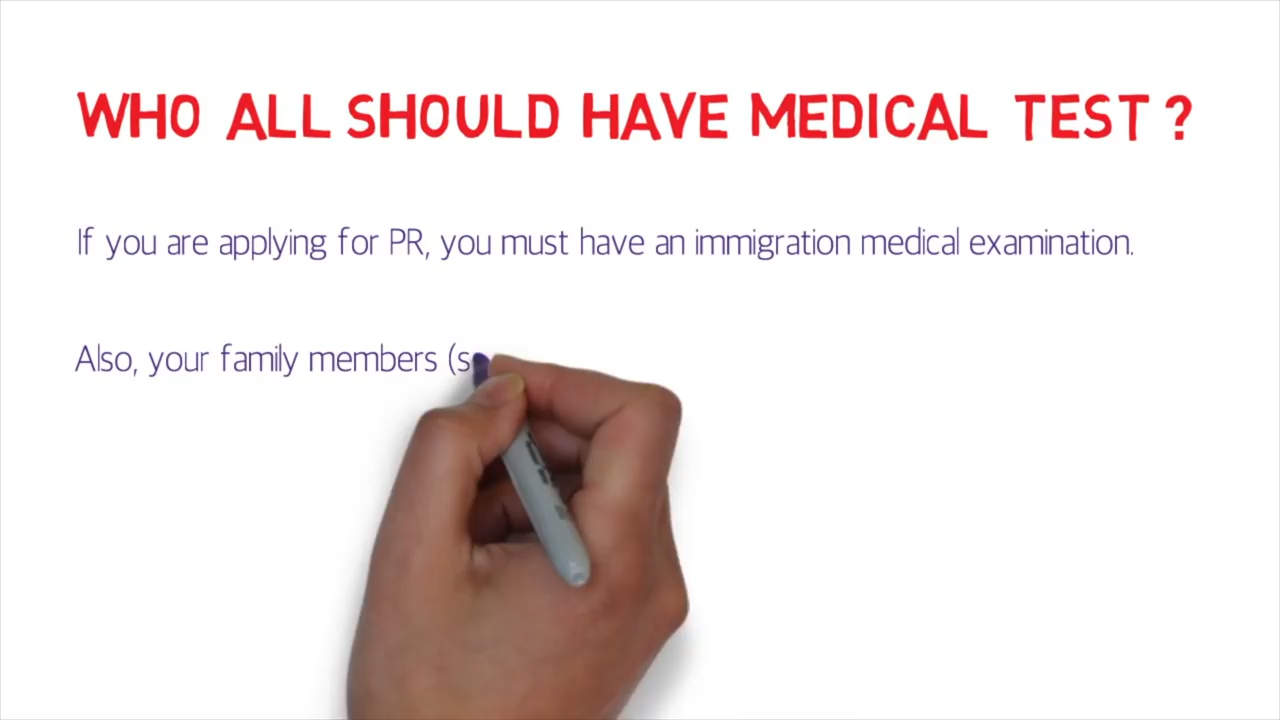 WHO ALL SHOULD HAVE MEDICAL TEST ?
If you are applying for PR, you must have an immigration medical examination.
Also, your family members (s